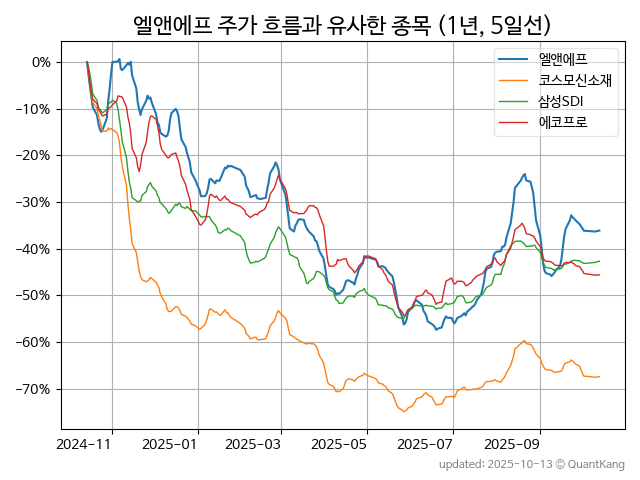 엘앤에프 주가 흐름과 유사한 종목 (1년, 5일선)
엘앤에프
코스모신소재
삼성SDI
에코프로
0%
−10%
−20%
−30%
−40%
−50%
−60%
−70%
2024-11 2025-01 2025-03 2025-05 2025-07 2025-09
updated: 2025-10-13 ⓒ QuantKang